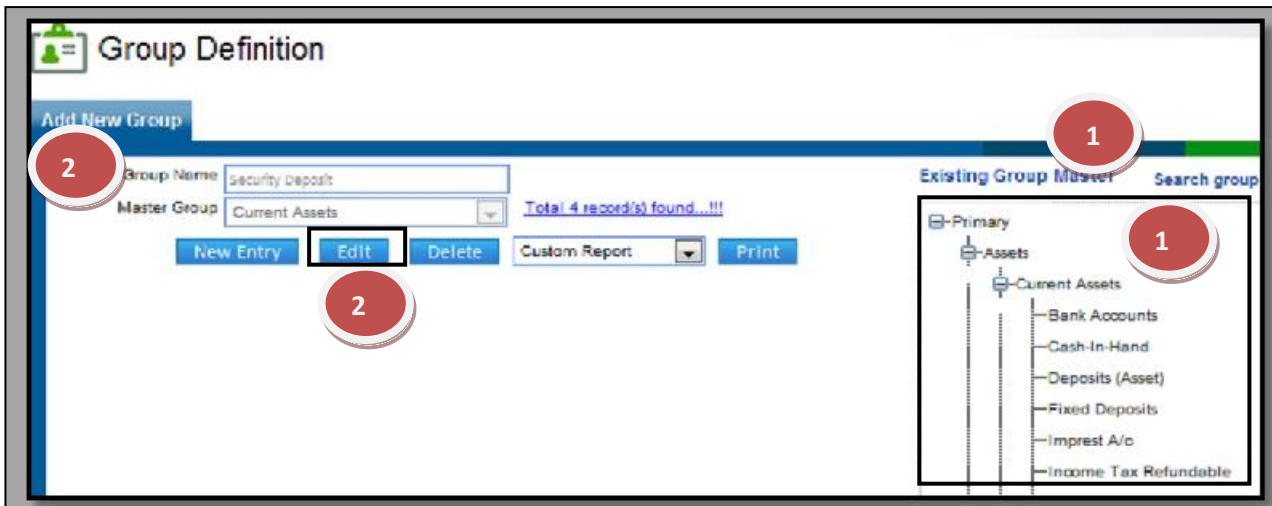 Group Definition
Add New Group
1
2
Group Name Security Deposit
Existing Group Master Search group
Master Group Current Assets Total 4 record(s) found...!!!
Primary
1
Assets
New Entry Edit Delete Custom Report Print
Current Assets
2
Bank Accounts
Cash-In-Hand
Deposits (Asset)
Fixed Deposits
Imprest A/c
Income Tax Refundable